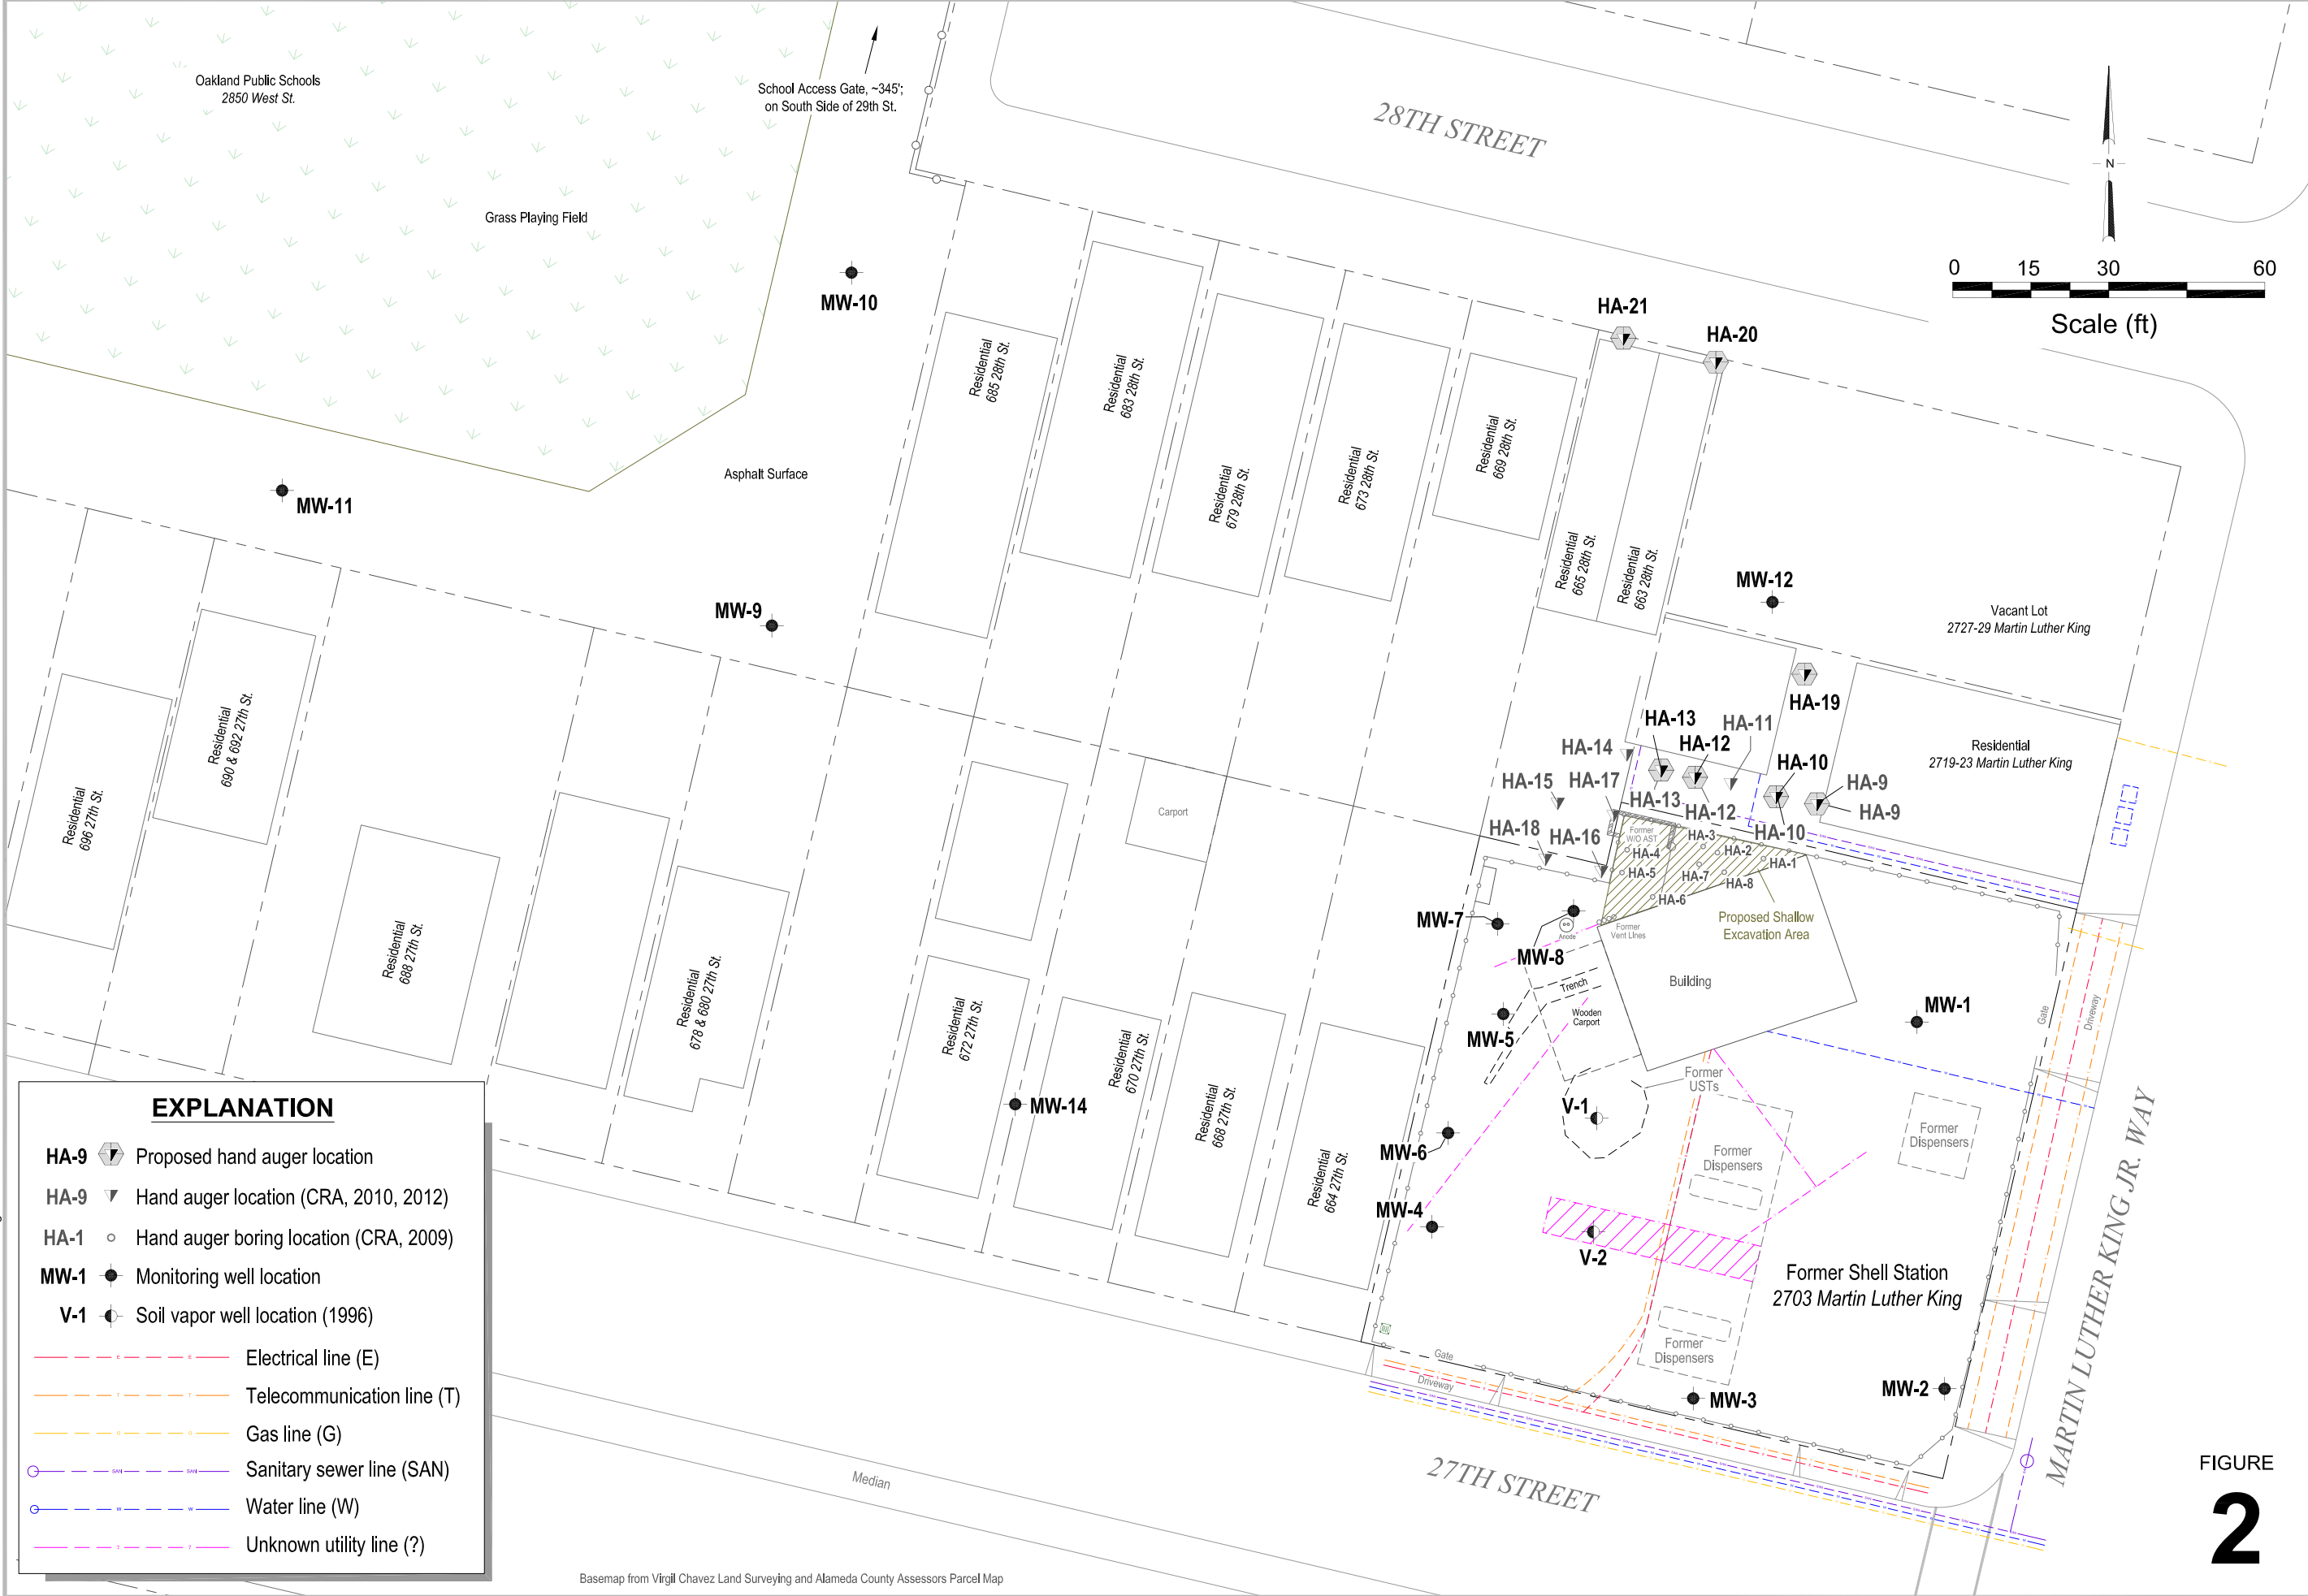 Oakland Public Schools
2850 West St.
School Access Gate, ~345';
on South Side of 29th St.
28TH STREET
N
Grass Playing Field
0 15 30 60
Scale (ft)
MW-10
HA-21
HA-20
Residential
685 28th St.
Residential
683 28th St.
Residential
679 28th St.
Residential
673 28th St.
Residential
669 28th St.
Residential
665 28th St.
Residential
663 28th St.
Asphalt Surface
MW-11
MW-9
MW-12
Vacant Lot
2727-29 Martin Luther King
HA-19
HA-13
HA-11
HA-12
HA-14
HA-10
HA-15
HA-17
HA-9
HA-13
HA-12
HA-9
HA-10
HA-18
HA-16
Residential
2719-23 Martin Luther King
Residential
696 27th St.
Residential
690 & 692 27th St.
Residential
688 27th St.
Residential
678 & 680 27th St.
Carport
Residential
672 27th St.
Residential
670 27th St.
Residential
668 27th St.
Residential
664 27th St.
Former
W/O AST
HA-3
HA-2
HA-1
HA-4
HA-5
HA-7
HA-8
HA-6
Proposed Shallow
Excavation Area
Former
Vent Lines
Anode
MW-7
MW-8
Building
Trench
Wooden
Carport
MW-5
MW-1
Gate
Driveway
Former
USTs
V-1
MW-14
MW-6
Former
Dispensers
Former
Dispensers
MW-4
V-2
Former Shell Station
2703 Martin Luther King
Former
Dispensers
MW-3
MW-2
Gate
Driveway
27TH STREET
MARTIN LUTHER KING JR. WAY
Median
EXPLANATION
HA-9 Proposed hand auger location
HA-9 Hand auger location (CRA, 2010, 2012)
HA-1 Hand auger boring location (CRA, 2009)
MW-1 Monitoring well location
V-1 Soil vapor well location (1996)
E E Electrical line (E)
T T Telecommunication line (T)
G G Gas line (G)
SAN SAN Sanitary sewer line (SAN)
W W Water line (W)
? ? Unknown utility line (?)
Basemap from Virgil Chavez Land Surveying and Alameda County Assessors Parcel Map
FIGURE
2